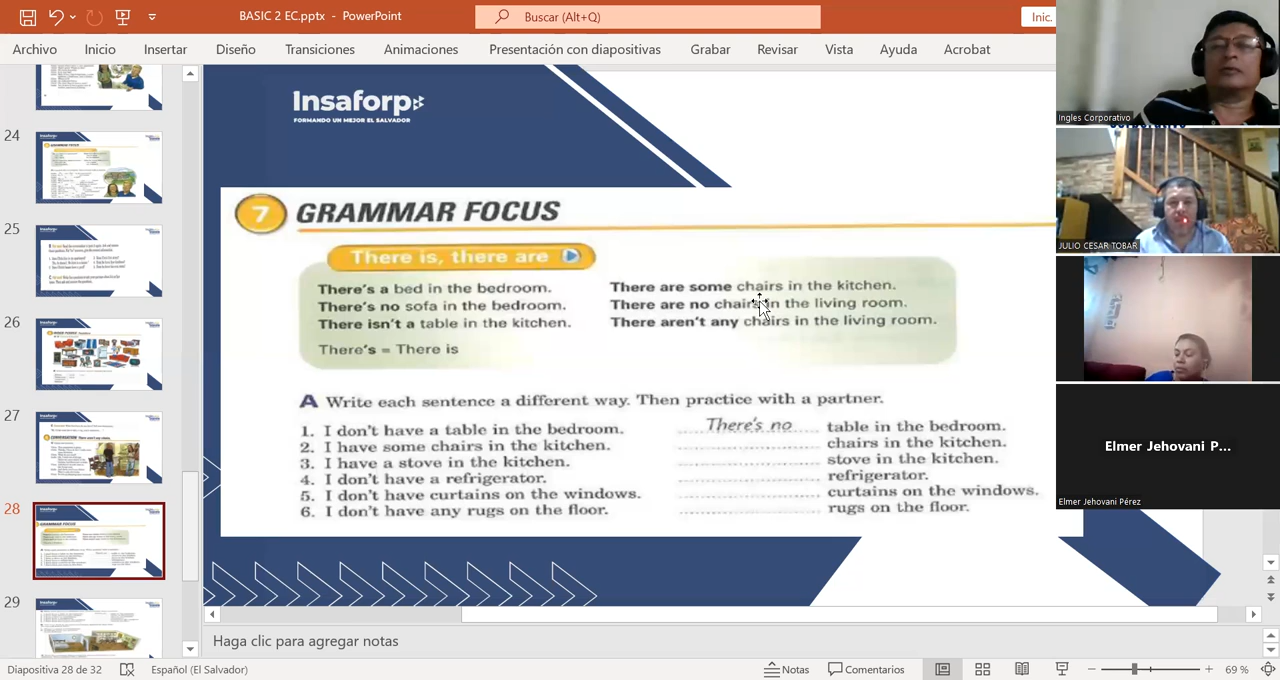 BASIC 2 EC.pptx - PowerPoint
Buscar (Alt+Q)
Inic.
Archivo Inicio Insertar Diseño Transiciones Animaciones Presentación con diapositivas Grabar Revisar Vista Ayuda Acrobat
24
25
26
27
28
29
Insaforp
FORMANDO UN MEJOR EL SALVADOR
7 GRAMMAR FOCUS
There is, there are
There's a bed in the bedroom.
There's no sofa in the bedroom.
There isn't a table in the kitchen.
There's = There is
There are some chairs in the kitchen.
There are no chairs in the living room.
There aren't any chairs in the living room.
A Write each sentence a different way. Then practice with a partner.
1. I don't have a table in the bedroom. There's no table in the bedroom.
2. I have some chairs in the kitchen. chairs in the kitchen.
3. I have a stove in the kitchen. stove in the kitchen.
4. I don't have a refrigerator. refrigerator.
5. I don't have curtains on the windows. curtains on the windows.
6. I don't have any rugs on the floor. rugs on the floor.
Ingles Corporativo
JULIO CESAR TOBAR
Elmer Jehovani P...
Elmer Jehovani Pérez
Haga clic para agregar notas
Diapositiva 28 de 32 Español (El Salvador) Notas Comentarios 69 %